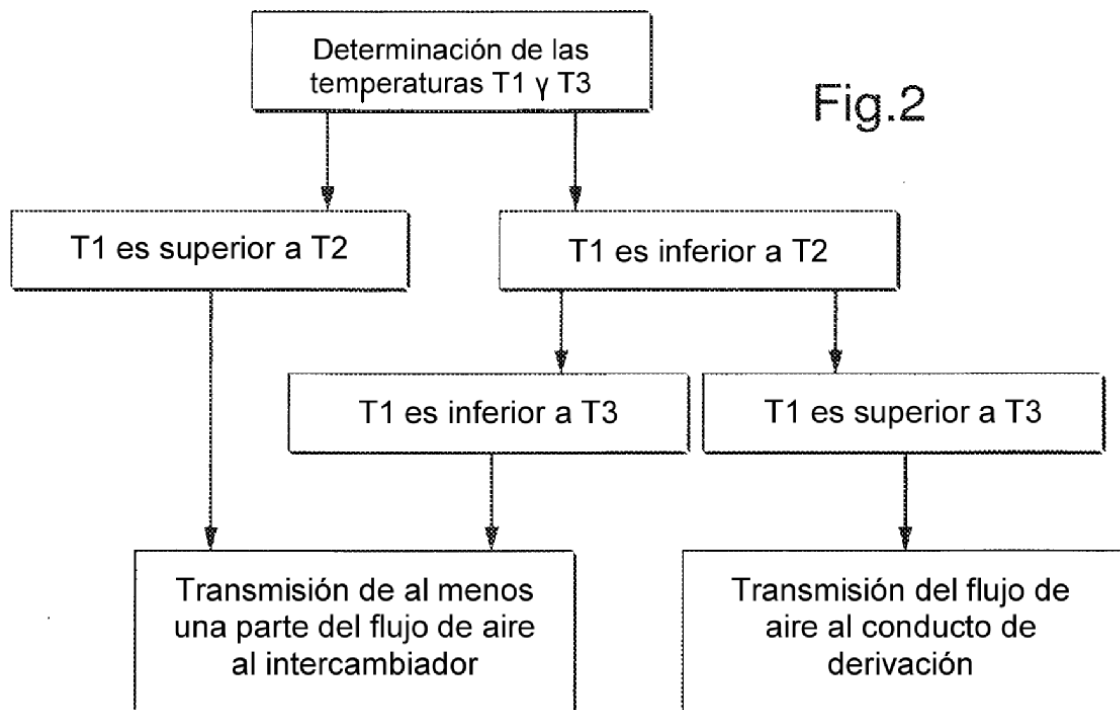 Determinación de las
temperaturas T1 y T3
Fig.2
T1 es superior a T2
T1 es inferior a T2
T1 es inferior a T3
T1 es superior a T3
Transmisión de al menos
una parte del flujo de aire
al intercambiador
Transmisión del flujo de
aire al conducto de
derivación